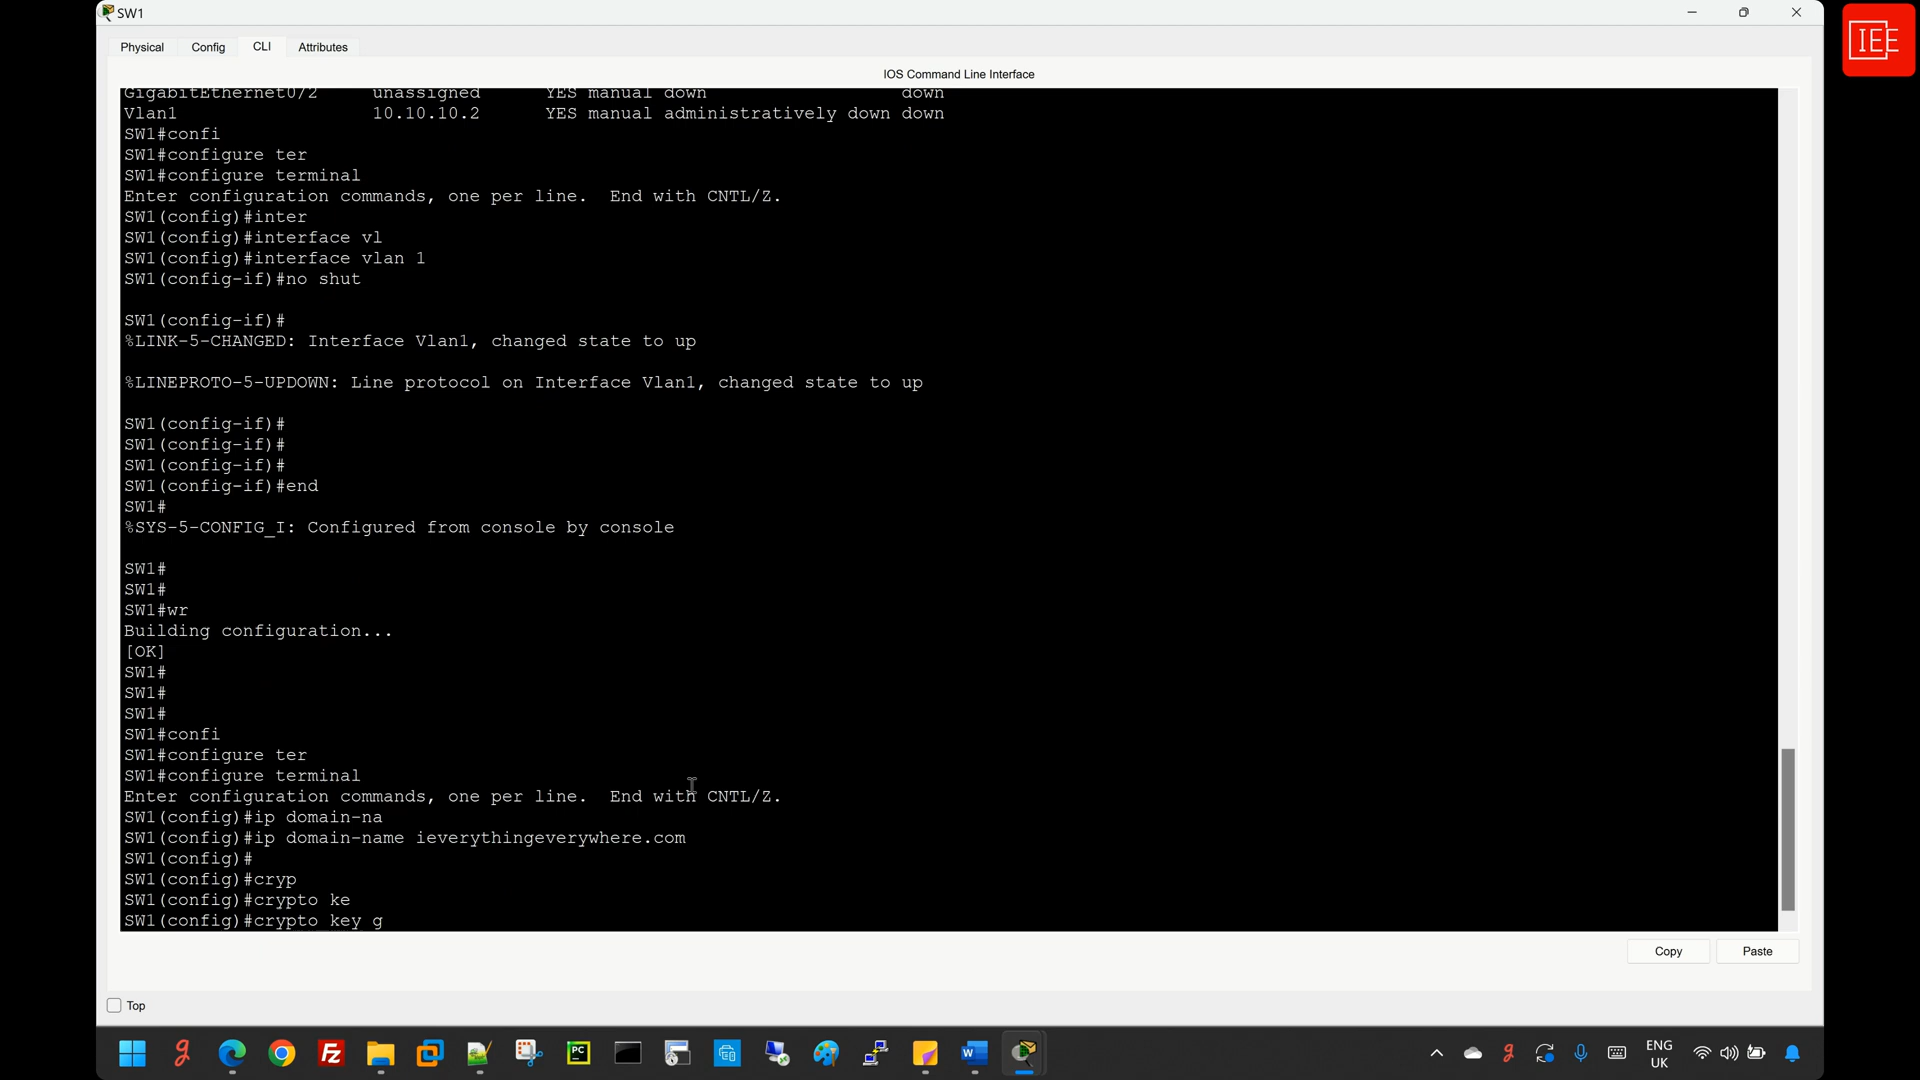 SW1
IEE
Physical Config CLI Attributes
IOS Command Line Interface
GigabitEthernet0/2 unassigned YES manual down down
Vlan1 10.10.10.2 YES manual administratively down down
SW1#confi
SW1#configure ter
SW1#configure terminal
Enter configuration commands, one per line. End with CNTL/Z.
SW1(config)#inter
SW1(config)#interface vl
SW1(config)#interface vlan 1
SW1(config-if)#no shut
SW1(config-if)#
%LINK-5-CHANGED: Interface Vlan1, changed state to up
%LINEPROTO-5-UPDOWN: Line protocol on Interface Vlan1, changed state to up
SW1(config-if)#
SW1(config-if)#
SW1(config-if)#
SW1(config-if)#end
SW1#
%SYS-5-CONFIG_I: Configured from console by console
SW1#
SW1#
SW1#wr
Building configuration...
[OK]
SW1#
SW1#
SW1#
SW1#confi
SW1#configure ter
SW1#configure terminal
Enter configuration commands, one per line. End with CNTL/Z.
SW1(config)#ip domain-na
SW1(config)#ip domain-name ieverythingeverywhere.com
SW1(config)#
SW1(config)#cryp
SW1(config)#crypto ke
SW1(config)#crypto key g
Copy Paste
Top
ENG
UK